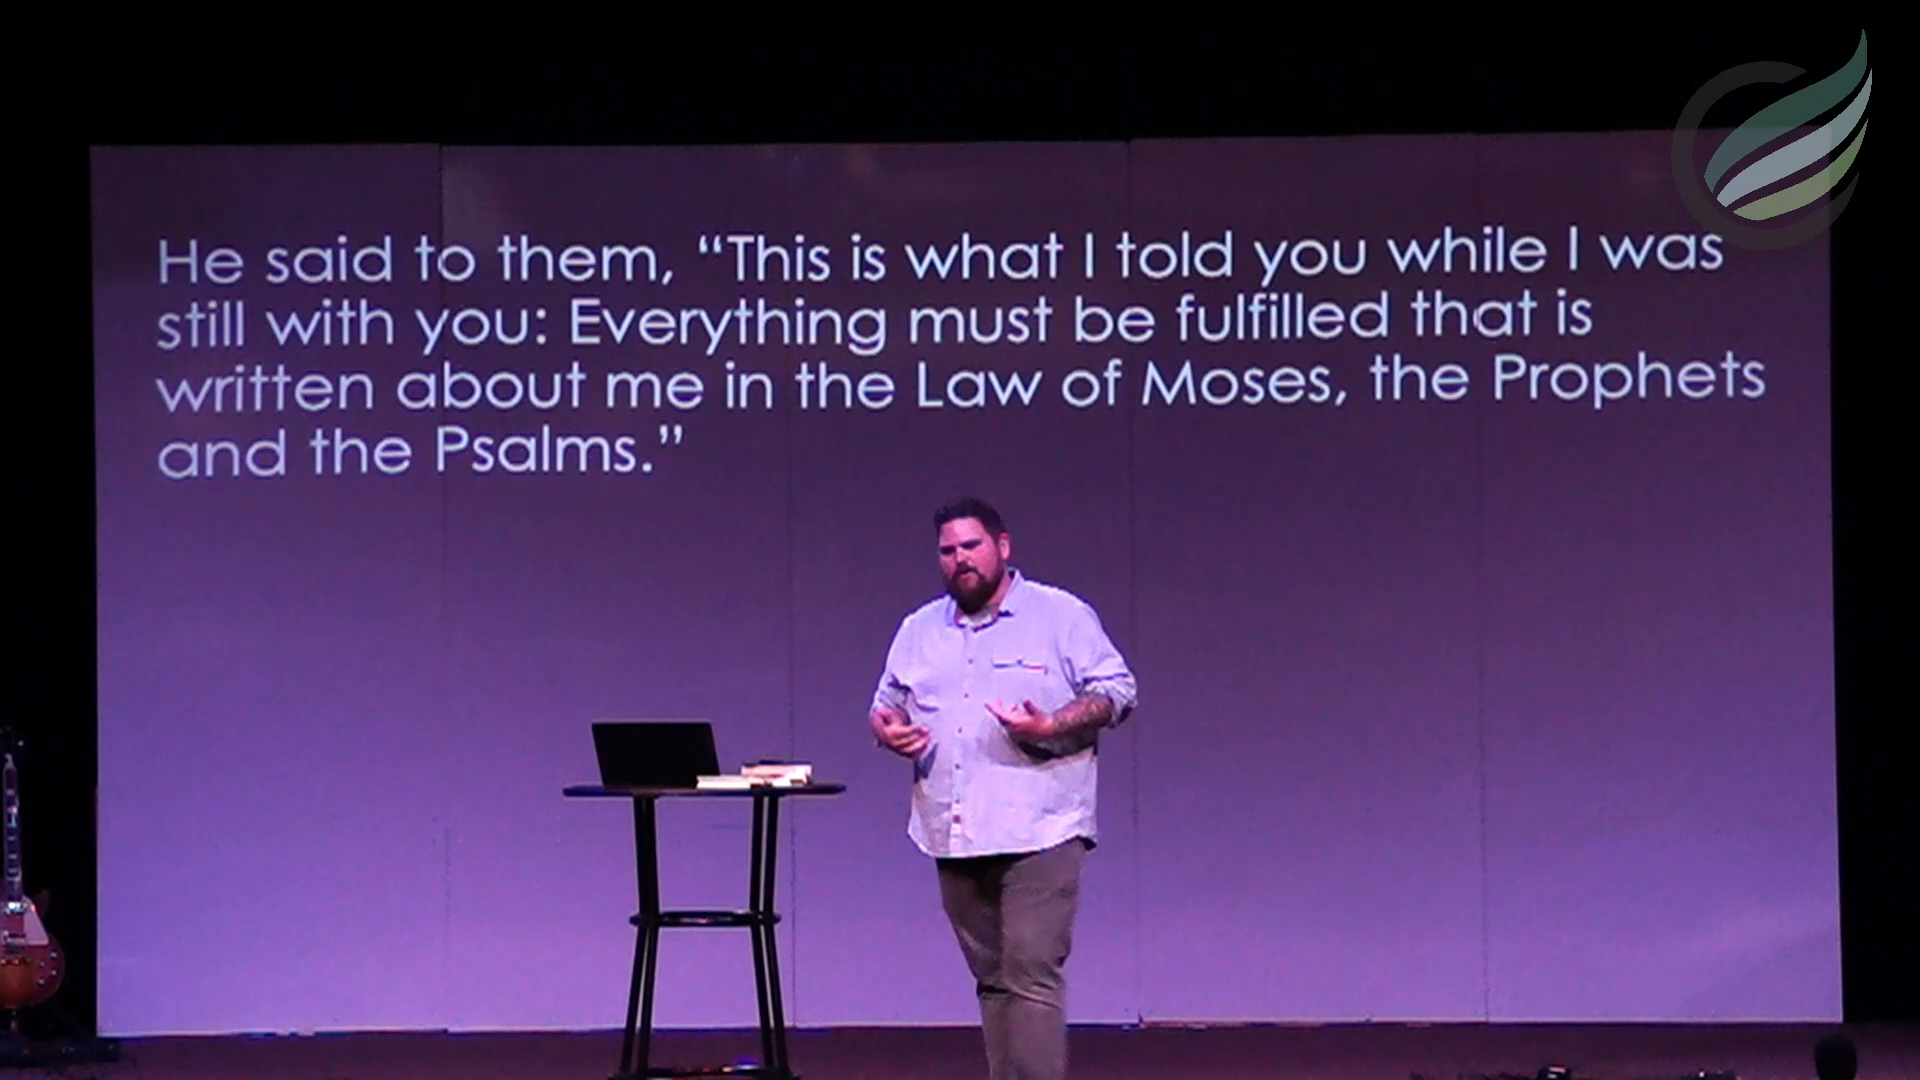 He said to them, “This is what I told you while I was
still with you: Everything must be fulfilled that is
written about me in the Law of Moses, the Prophets
and the Psalms.”